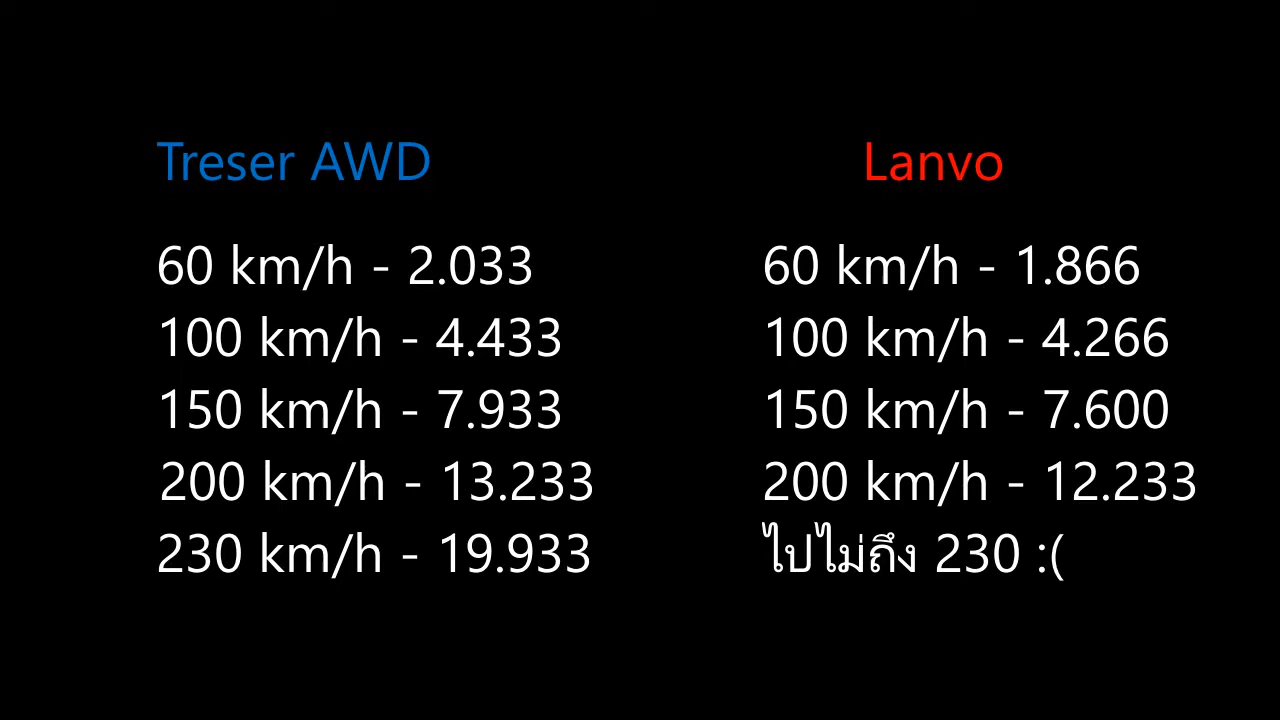 Treser AWD
60 km/h - 2.033
100 km/h - 4.433
150 km/h - 7.933
200 km/h - 13.233
230 km/h - 19.933
Lanvo
60 km/h - 1.866
100 km/h - 4.266
150 km/h - 7.600
200 km/h - 12.233
ไปไม่ถึง 230 :(